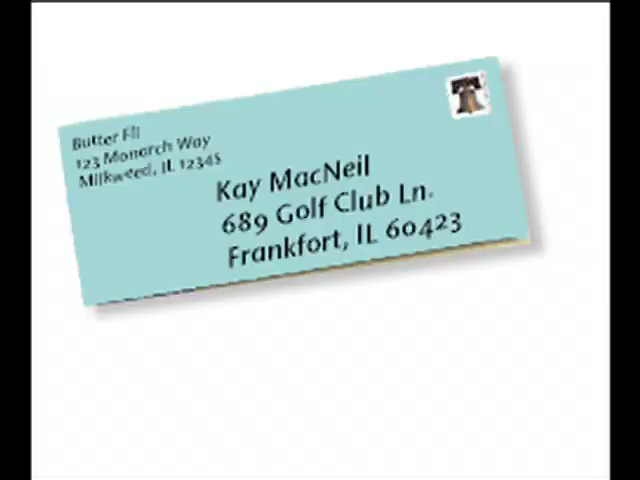 Butter Fli
123 Monarch Way
Milkweed, IL 12345
Kay MacNeil
689 Golf Club Ln.
Frankfort, IL 60423